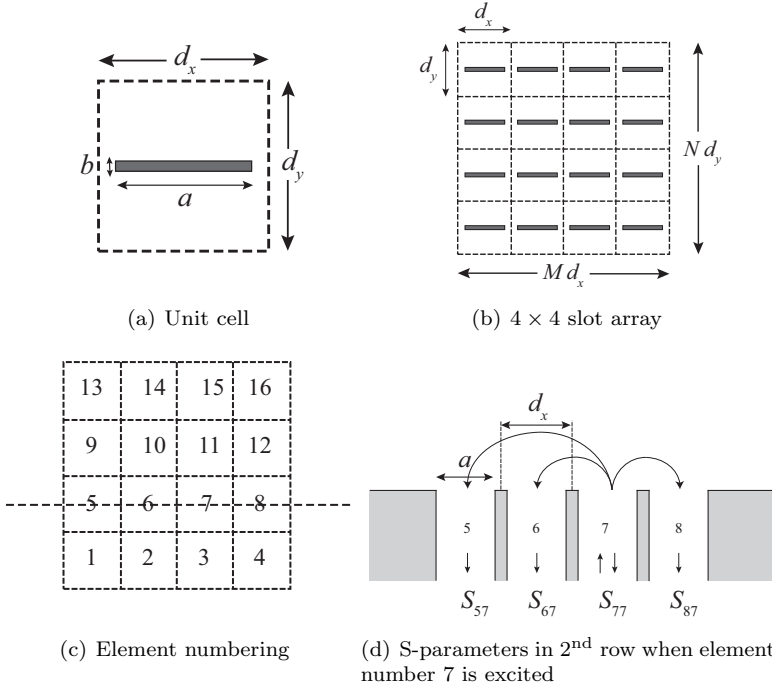 d_x
b
a
d_y
(a) Unit cell
d_x
d_y
N d_y
M d_x
(b) 4 × 4 slot array
13 14 15 16
9 10 11 12
5 6 7 8
1 2 3 4
(c) Element numbering
d_x
a
5 6 7 8
S_57 S_67 S_77 S_87
(d) S-parameters in 2nd row when element
number 7 is excited